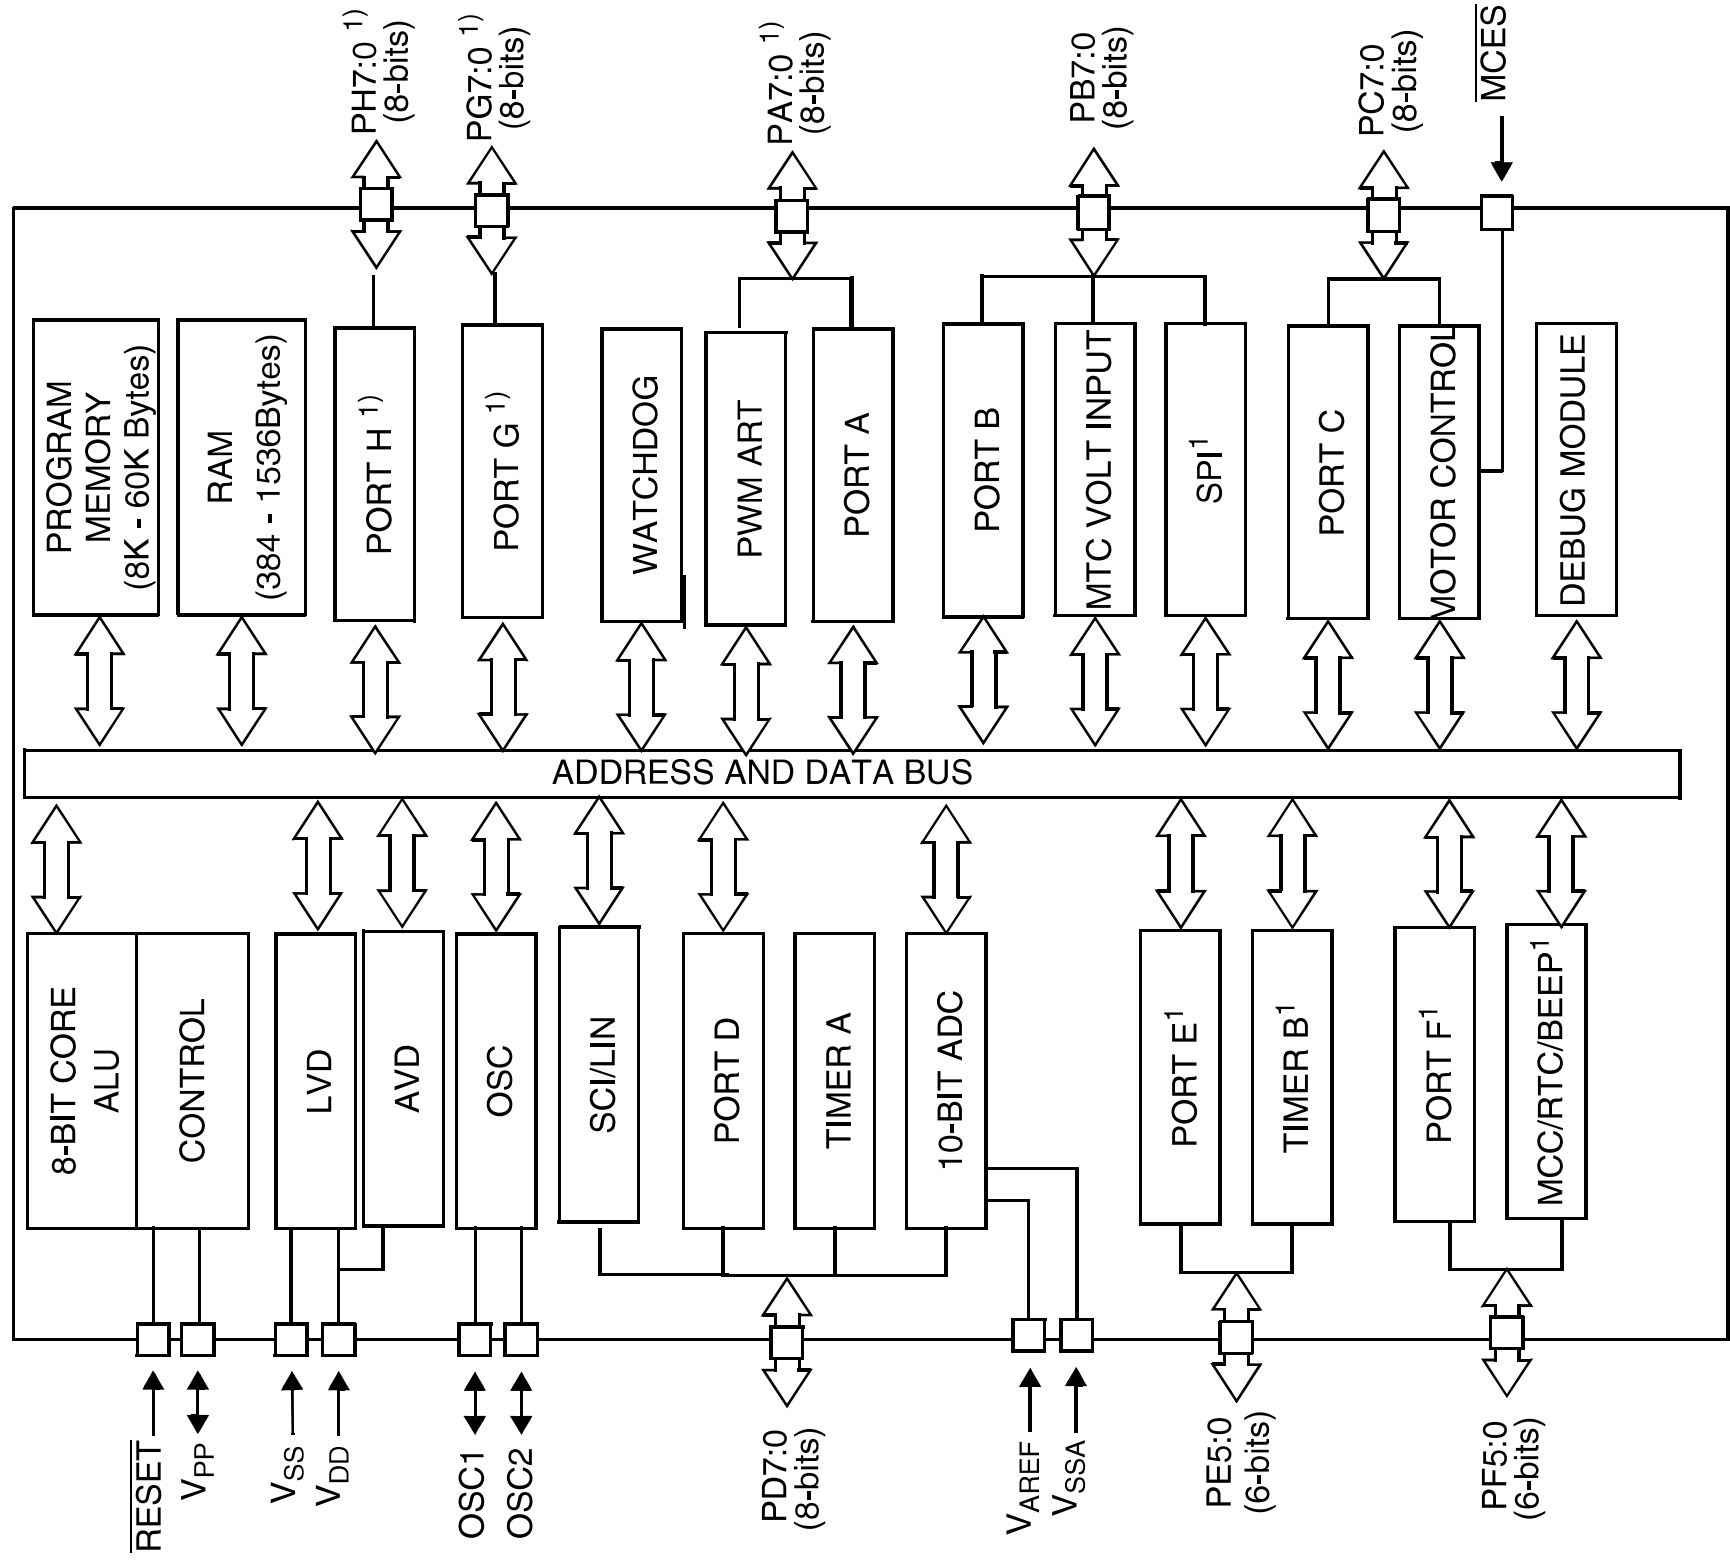 PH7:0 1)
(8-bits)
PG7:0 1)
(8-bits)
PA7:0 1)
(8-bits)
PB7:0
(8-bits)
PC7:0
(8-bits)
MCES
PROGRAM
MEMORY
(8K - 60K Bytes)
RAM
(384 - 1536Bytes)
PORT H 1)
PORT G 1)
WATCHDOG
PWM ART
PORT A
PORT B
MTC VOLT INPUT
SPI1
PORT C
MOTOR CONTROL
DEBUG MODULE
ADDRESS AND DATA BUS
8-BIT CORE
ALU
CONTROL
LVD
AVD
OSC
SCI/LIN
PORT D
TIMER A
10-BIT ADC
PORT E1
TIMER B1
PORT F1
MCC/RTC/BEEP1
RESET
VPP
VSS
VDD
OSC1
OSC2
PD7:0
(8-bits)
VAREF
VSSA
PE5:0
(6-bits)
PF5:0
(6-bits)